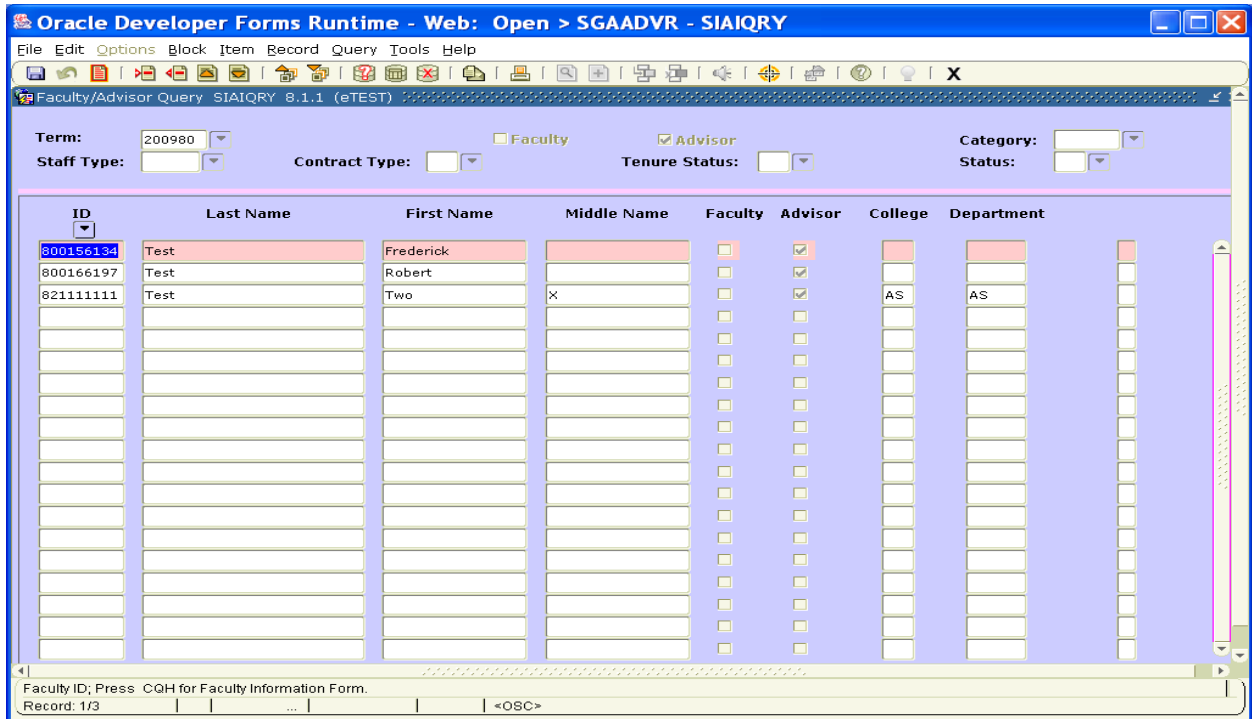 Oracle Developer Forms Runtime - Web: Open > SGAADVR - SIAIQRY
File Edit Options Block Item Record Query Tools Help
Faculty/Advisor Query SIAIQRY 8.1.1 (eTEST)
Term: 200980 Faculty Advisor Category:
Staff Type: Contract Type: Tenure Status: Status:
ID Last Name First Name Middle Name Faculty Advisor College Department
800156134 Test Frederick
800166197 Test Robert
821111111 Test Two X AS AS
Faculty ID; Press CQH for Faculty Information Form.
Record: 1/3 ... <OSC>